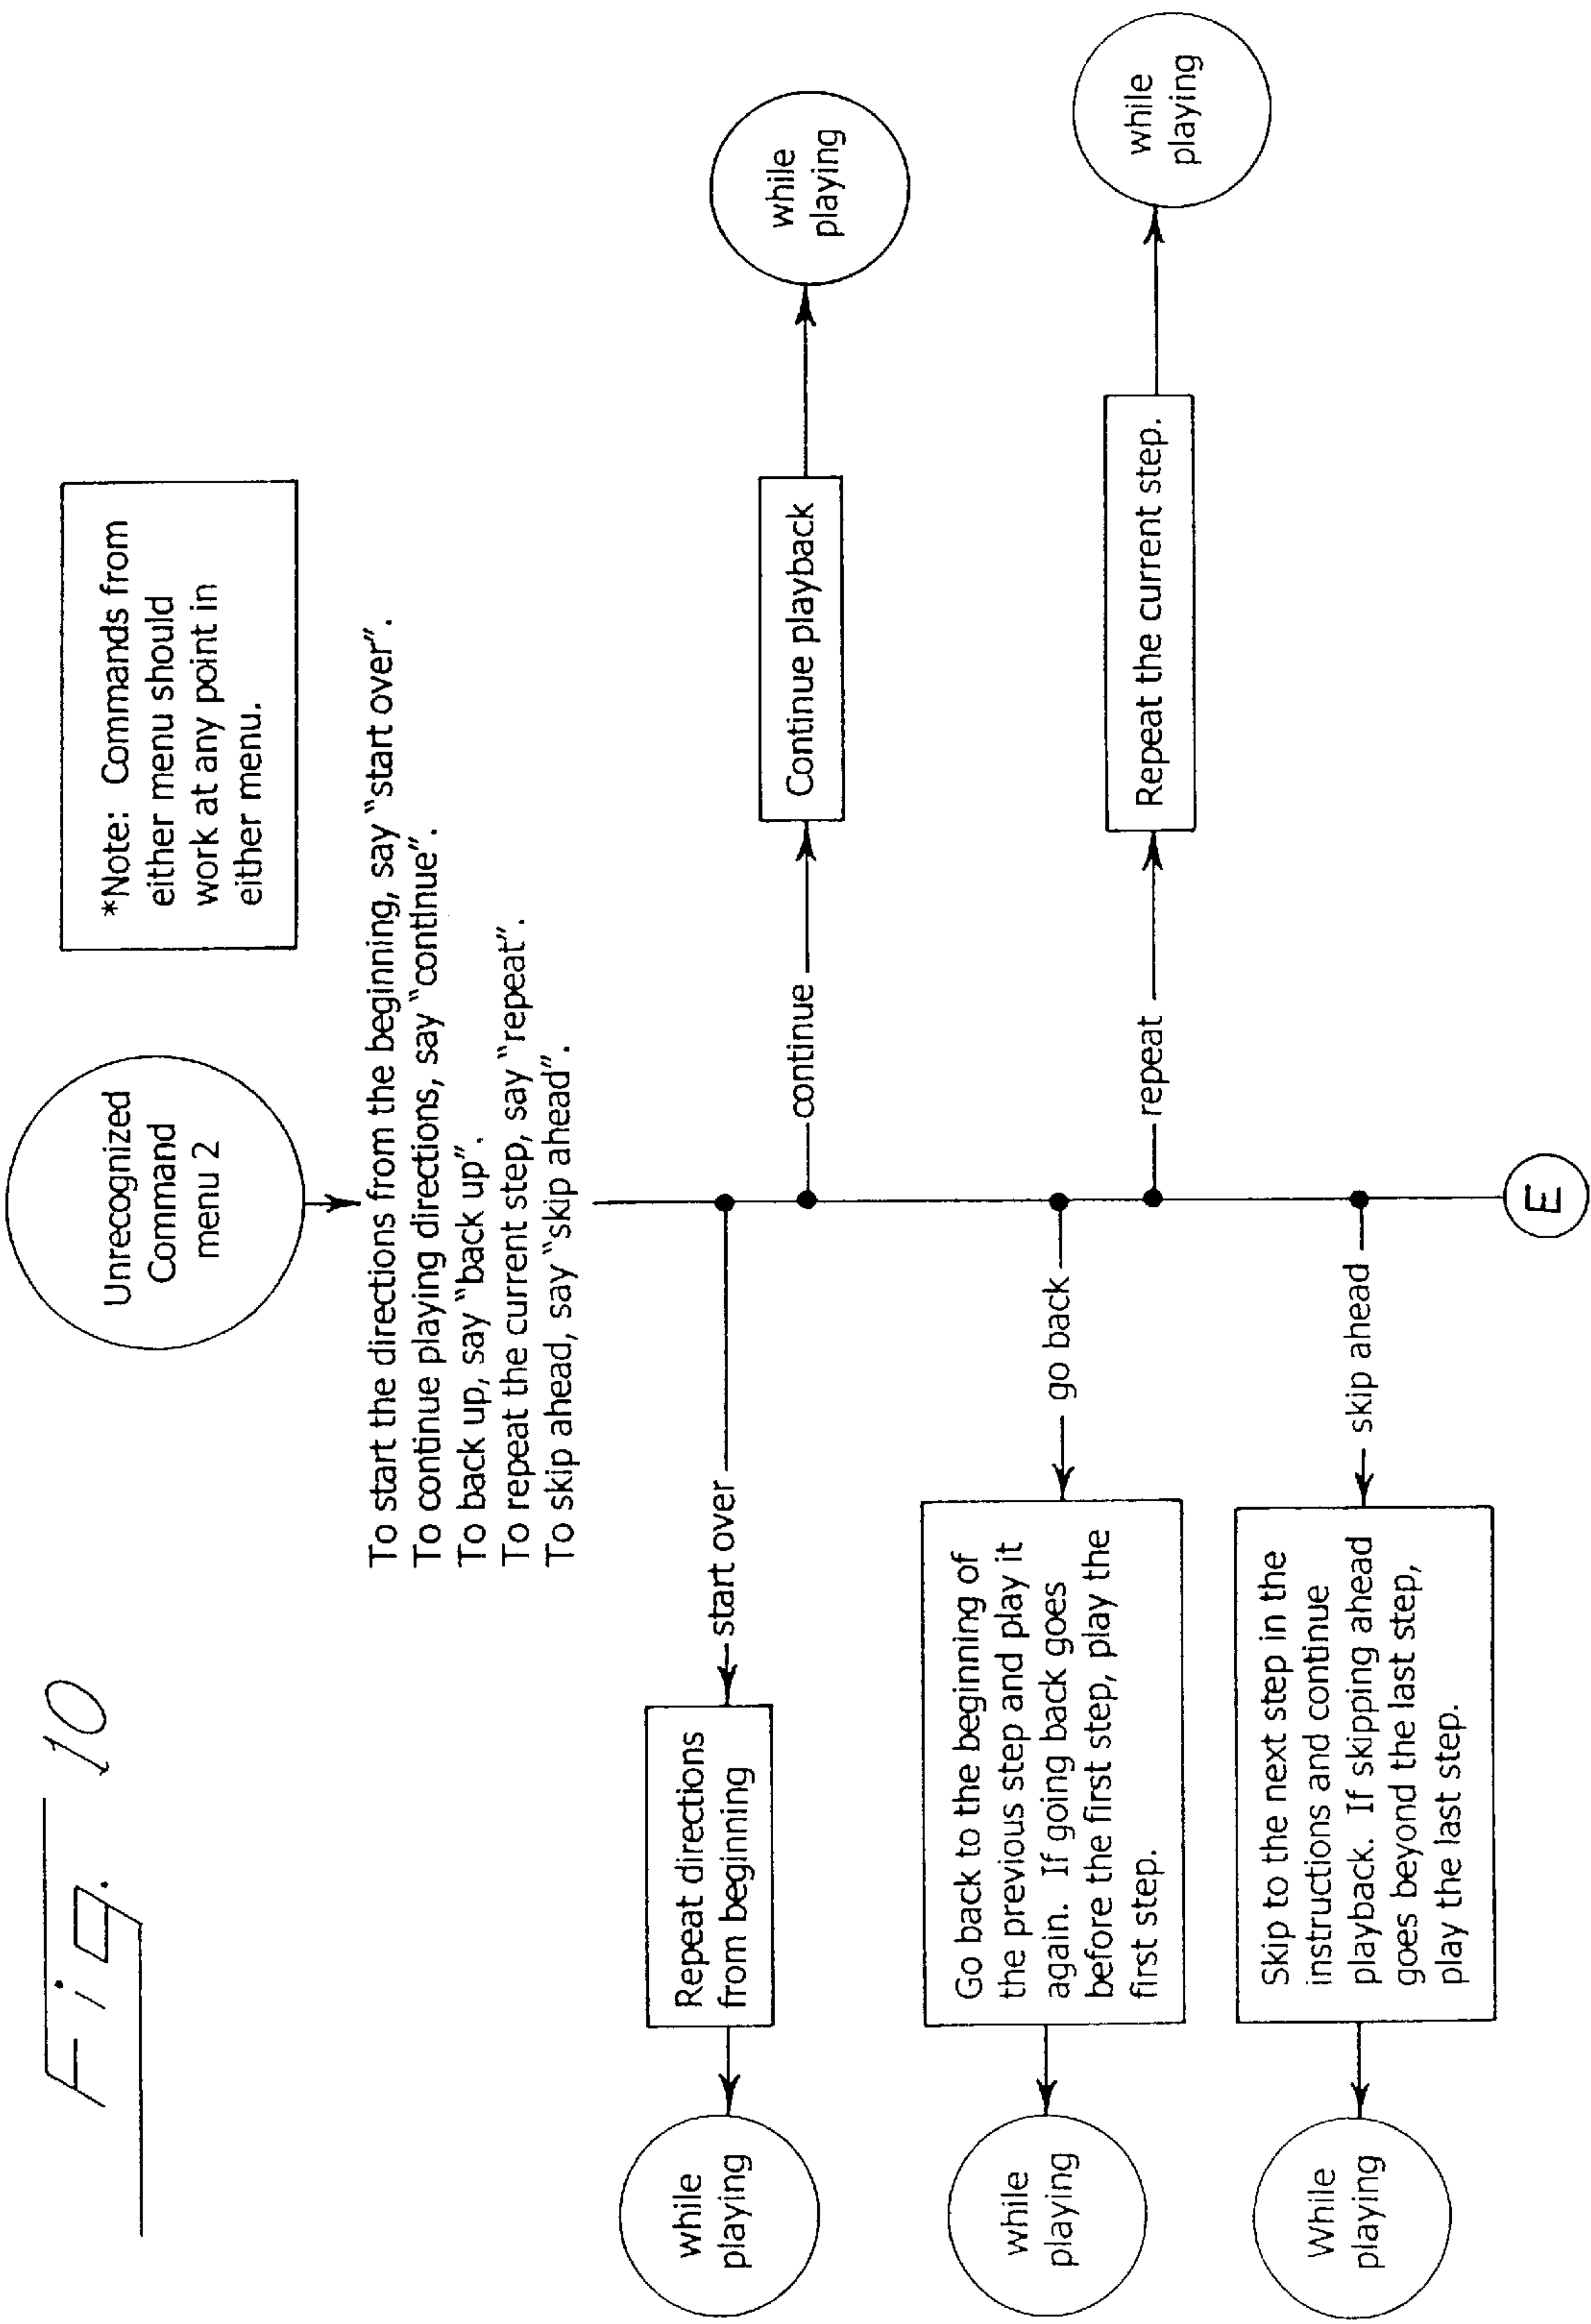 Fig. 10
Unrecognized
Command
menu 2
*Note: Commands from
either menu should
work at any point in
either menu.
To start the directions from the beginning, say "start over".
To continue playing directions, say "continue".
To back up, say "back up".
To repeat the current step, say "repeat".
To skip ahead, say "skip ahead".
while
playing
Repeat directions
from beginning
start over
continue
Continue playback
while
playing
while
playing
Go back to the beginning of
the previous step and play it
again. If going back goes
before the first step, play the
first step.
go back
repeat
Repeat the current step.
while
playing
While
playing
Skip to the next step in the
instructions and continue
playback. If skipping ahead
goes beyond the last step,
play the last step.
skip ahead
E